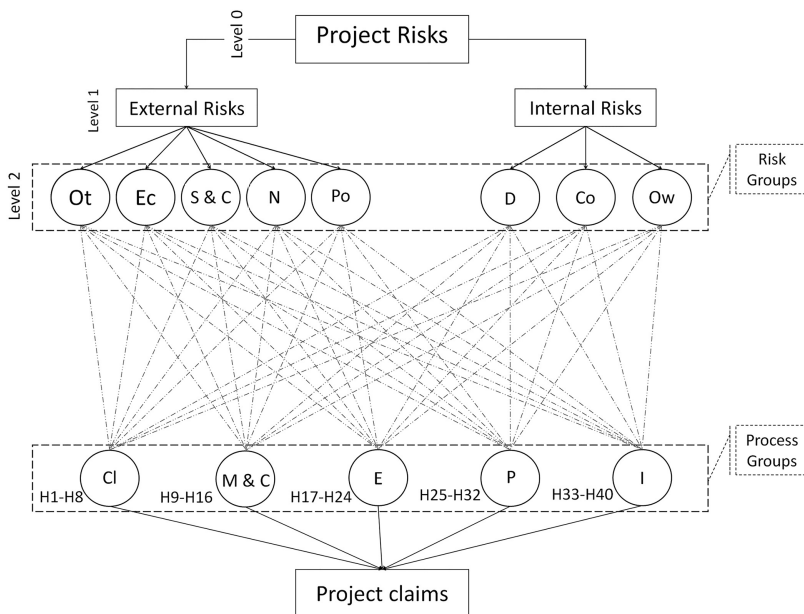 Level 0
Project Risks
Level 1
External Risks
Internal Risks
Risk
Groups
Level 2
Ot
Ec
S & C
N
Po
D
Co
Ow
Process
Groups
Cl
M & C
E
P
I
H1-H8
H9-H16
H17-H24
H25-H32
H33-H40
Project claims